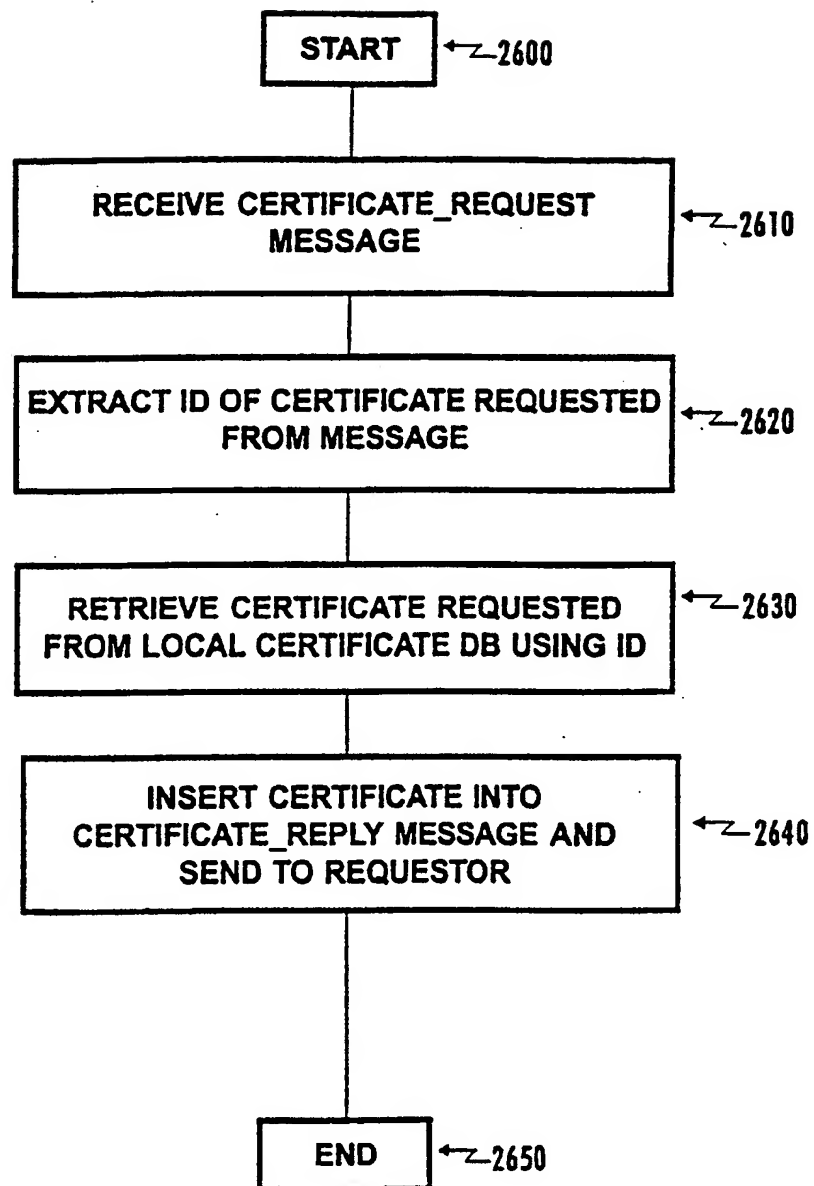 START
2600
RECEIVE CERTIFICATE_REQUEST
MESSAGE
2610
EXTRACT ID OF CERTIFICATE REQUESTED
FROM MESSAGE
2620
RETRIEVE CERTIFICATE REQUESTED
FROM LOCAL CERTIFICATE DB USING ID
2630
INSERT CERTIFICATE INTO
CERTIFICATE_REPLY MESSAGE AND
SEND TO REQUESTOR
2640
END
2650